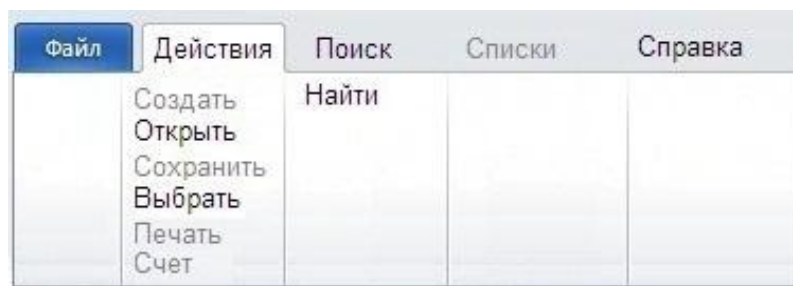 Файл Действия Поиск Списки Справка
Создать Найти
Открыть
Сохранить
Выбрать
Печать
Счет